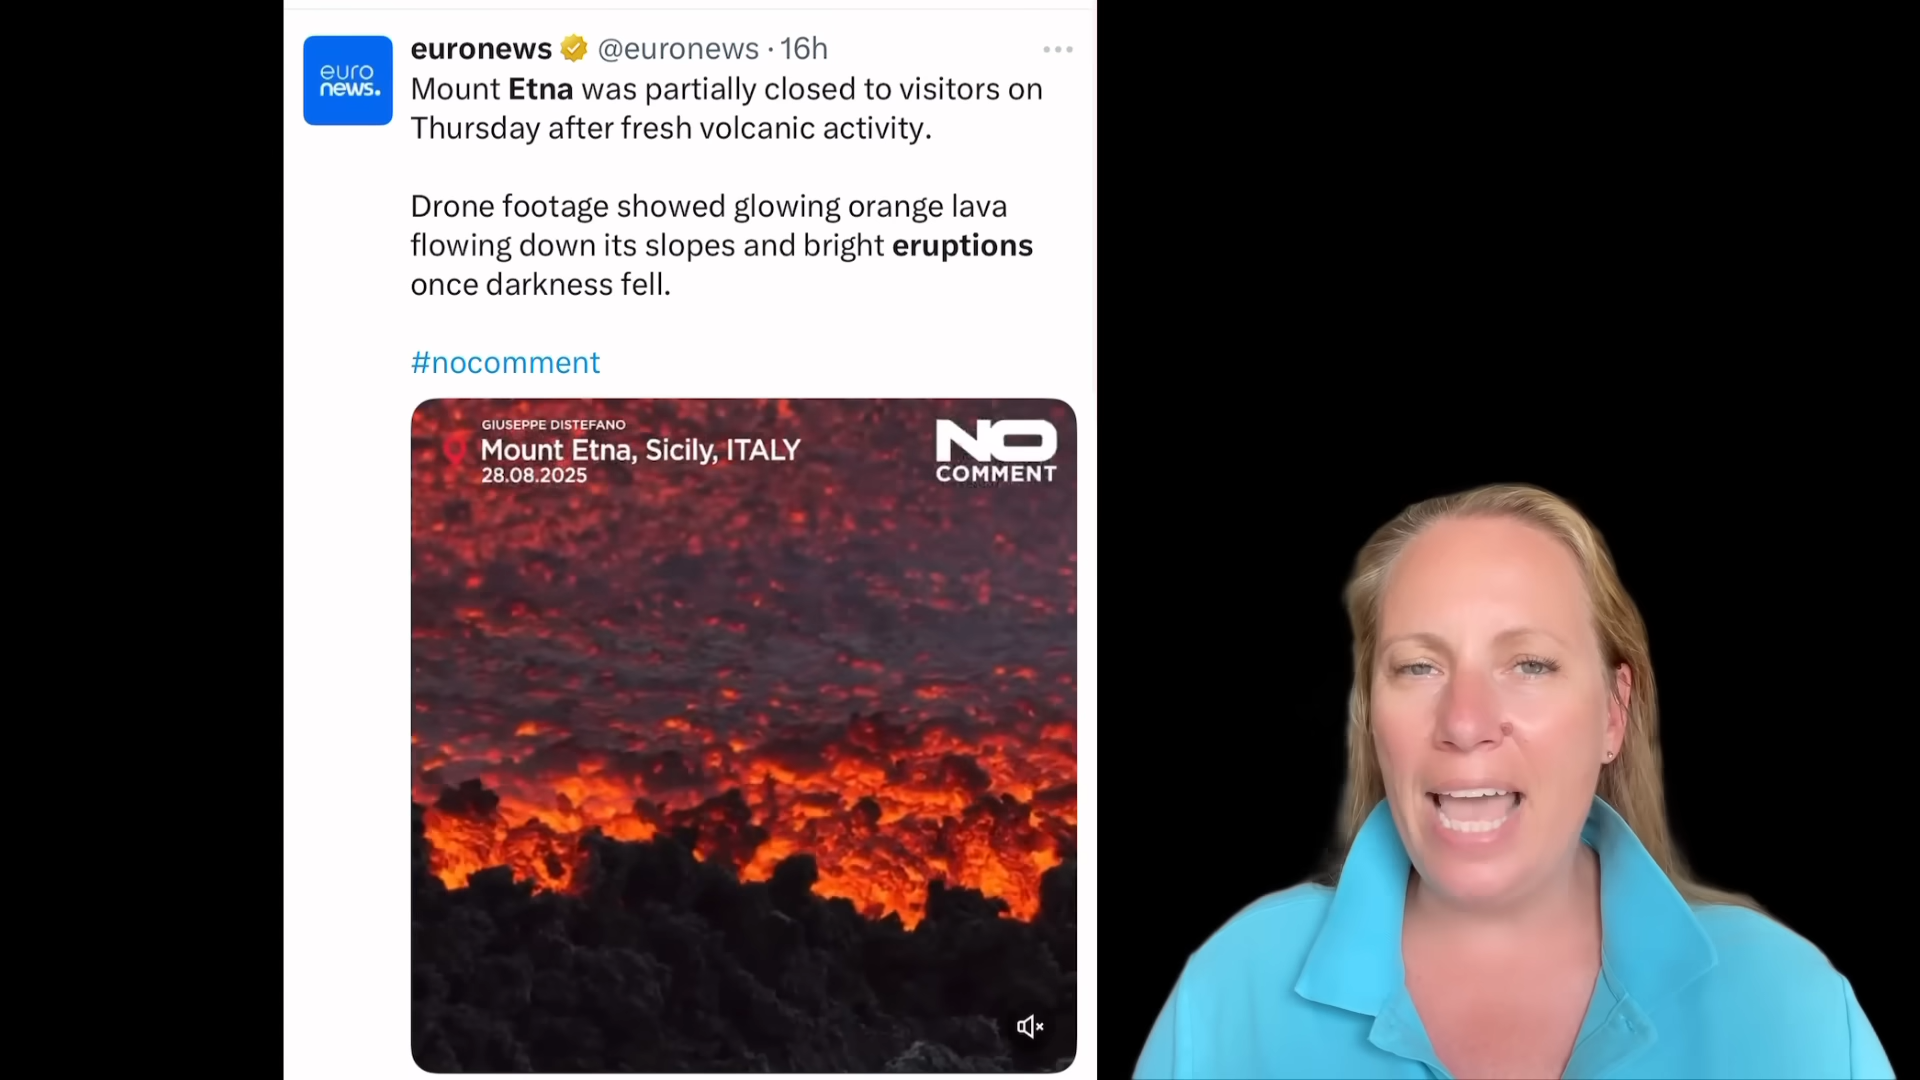 euro
news.
euronews @euronews · 16h
Mount Etna was partially closed to visitors on
Thursday after fresh volcanic activity.
Drone footage showed glowing orange lava
flowing down its slopes and bright eruptions
once darkness fell.
#nocomment
GIUSEPPE DISTEFANO
Mount Etna, Sicily, ITALY
28.08.2025
NO
COMMENT